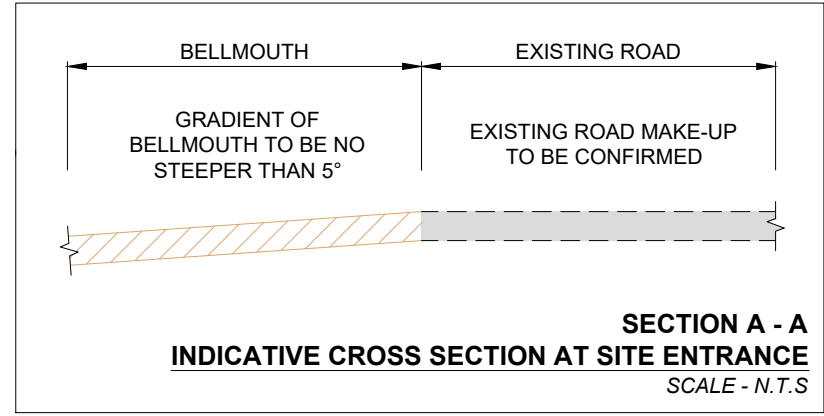 BELLMOUTH
EXISTING ROAD
GRADIENT OF
BELLMOUTH TO BE NO
STEEPER THAN 5°
EXISTING ROAD MAKE-UP
TO BE CONFIRMED
SECTION A - A
INDICATIVE CROSS SECTION AT SITE ENTRANCE
SCALE - N.T.S